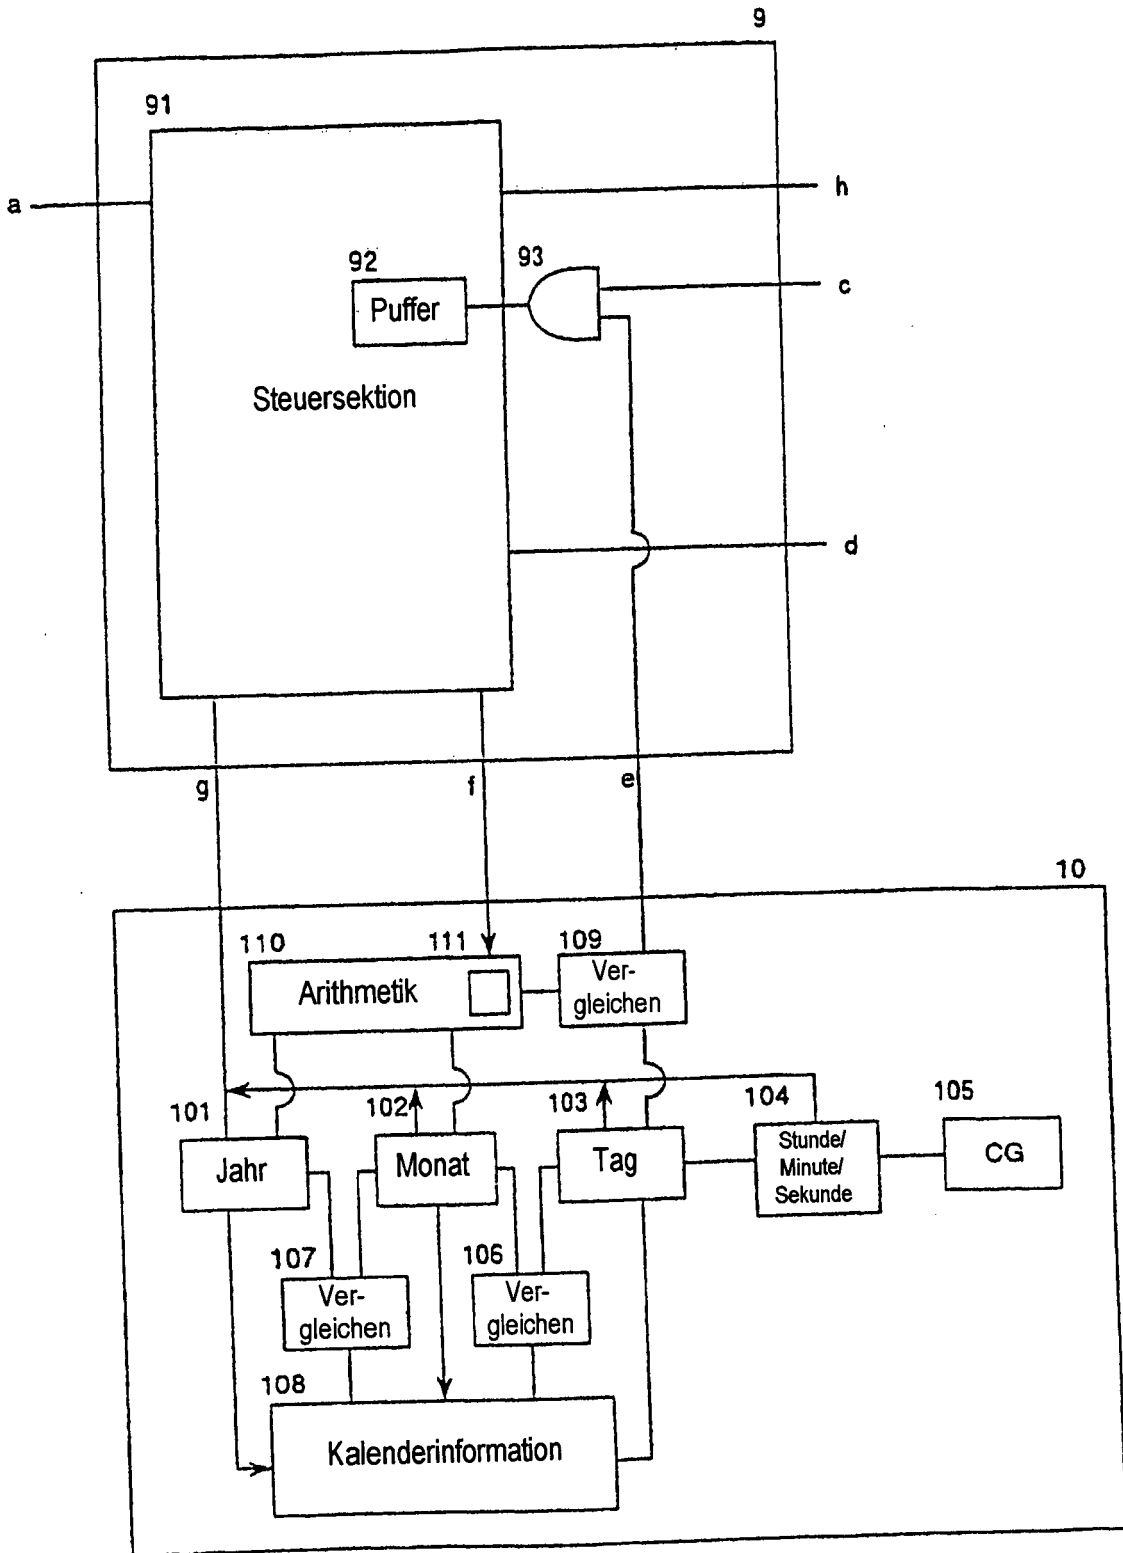 9
91
a
h
92
93
c
Puffer
Steuersektion
d
g
f
e
10
110
111
109
Arithmetik
Ver-
gleichen
101
102
103
104
105
Jahr
Monat
Tag
Stunde/
Minute/
Sekunde
CG
107
106
Ver-
gleichen
Ver-
gleichen
108
Kalenderinformation